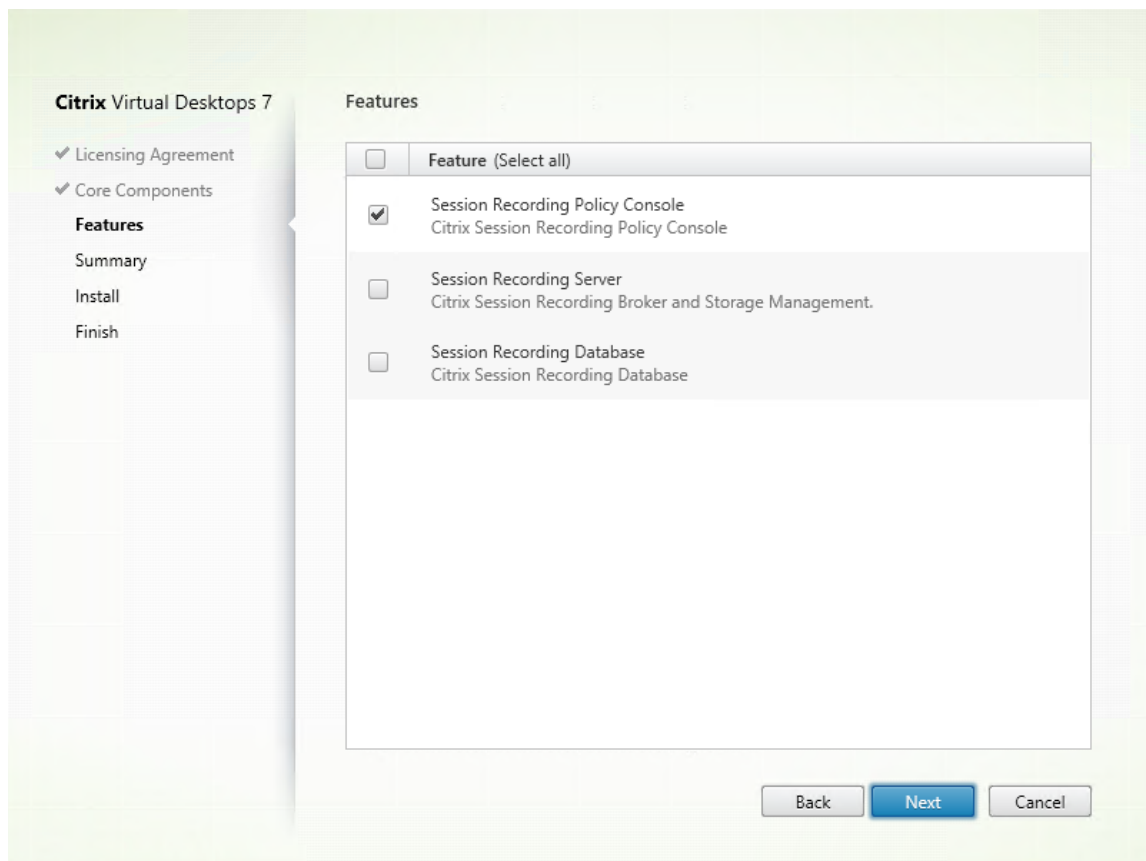 Citrix Virtual Desktops 7
Licensing Agreement
Core Components
Features
Summary
Install
Finish
Features
Feature (Select all)
Session Recording Policy Console
Citrix Session Recording Policy Console
Session Recording Server
Citrix Session Recording Broker and Storage Management.
Session Recording Database
Citrix Session Recording Database
Back
Next
Cancel